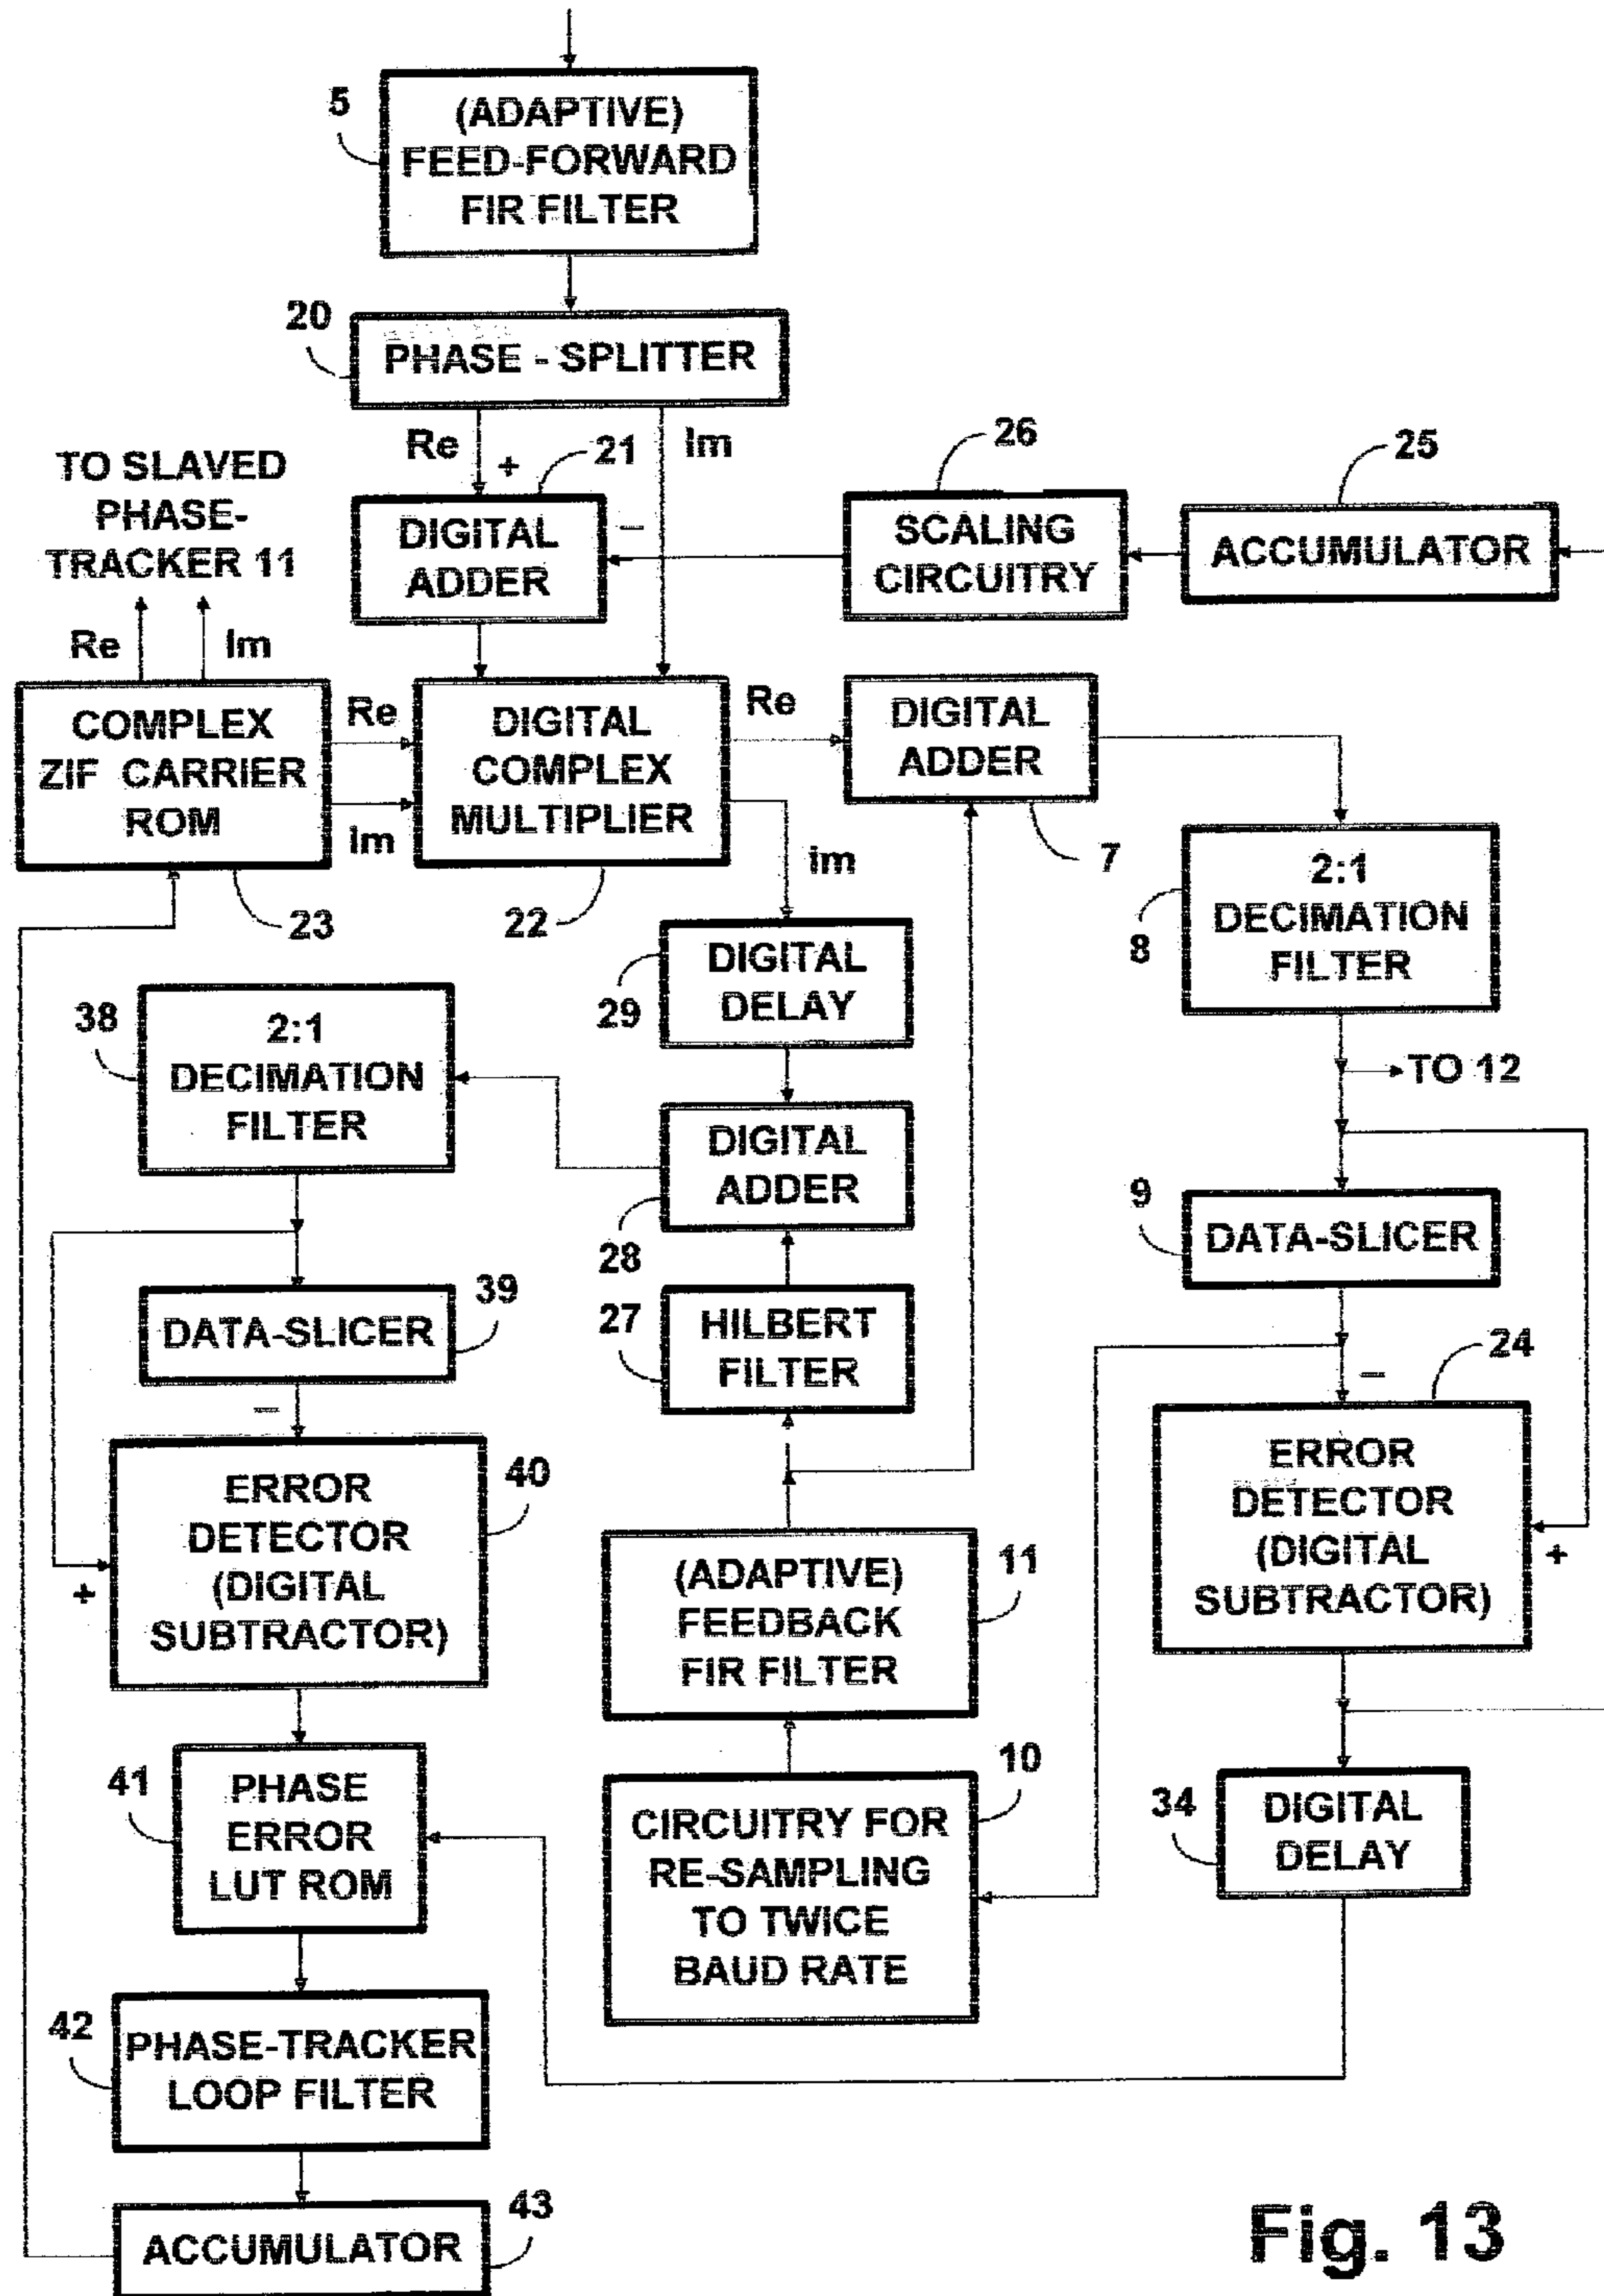 5
(ADAPTIVE)
FEED-FORWARD
FIR FILTER
20
PHASE - SPLITTER
Re
+
21
Im
26
25
TO SLAVED
PHASE-
TRACKER 11
DIGITAL
ADDER
–
SCALING
CIRCUITRY
ACCUMULATOR
Re
Im
COMPLEX
ZIF CARRIER
ROM
Re
Im
DIGITAL
COMPLEX
MULTIPLIER
Re
DIGITAL
ADDER
7
23
22
im
8
2:1
DECIMATION
FILTER
29
DIGITAL
DELAY
38
2:1
DECIMATION
FILTER
TO 12
DIGITAL
ADDER
28
9
DATA-SLICER
39
DATA-SLICER
–
27
HILBERT
FILTER
24
–
ERROR
DETECTOR
(DIGITAL
SUBTRACTOR)
+
40
ERROR
DETECTOR
(DIGITAL
SUBTRACTOR)
+
11
(ADAPTIVE)
FEEDBACK
FIR FILTER
41
PHASE
ERROR
LUT ROM
10
CIRCUITRY FOR
RE-SAMPLING
TO TWICE
BAUD RATE
34
DIGITAL
DELAY
42
PHASE-TRACKER
LOOP FILTER
43
ACCUMULATOR
Fig. 13